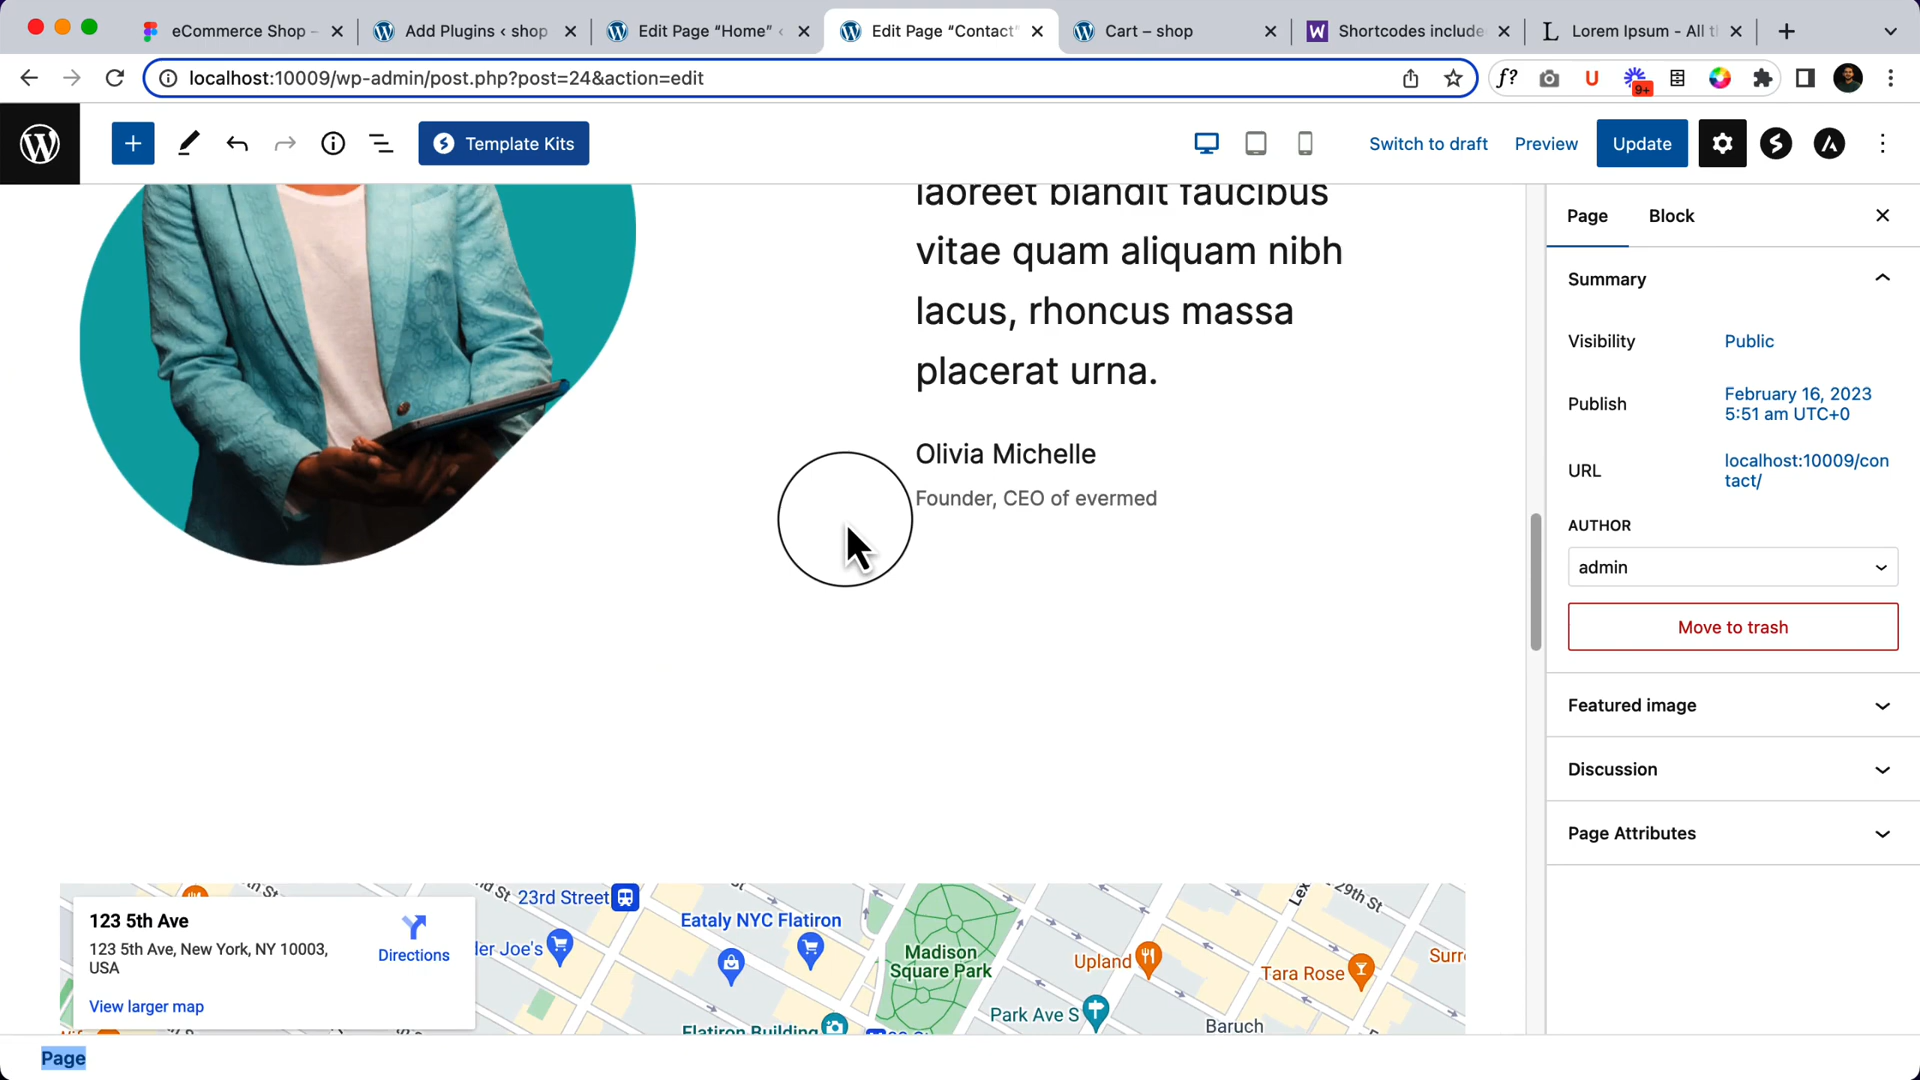 eCommerce Shop –
Add Plugins ‹ shop
Edit Page “Home” ‹
Edit Page “Contact”
Cart – shop
Shortcodes include
Lorem Ipsum - All t
localhost:10009/wp-admin/post.php?post=24&action=edit
f?
U
9+
Template Kits
Switch to draft
Preview
Update
laoreet blandit faucibus
vitae quam aliquam nibh
lacus, rhoncus massa
placerat urna.
Olivia Michelle
Founder, CEO of evermed
Page
Block
Summary
Visibility
Public
Publish
February 16, 2023
5:51 am UTC+0
URL
localhost:10009/con
tact/
AUTHOR
admin
Move to trash
Featured image
Discussion
Page Attributes
123 5th Ave
123 5th Ave, New York, NY 10003,
USA
Directions
View larger map
23rd Street
Eataly NYC Flatiron
Madison
Square Park
Upland
Tara Rose
Park Ave S
Baruch
Flatiron Building
Page